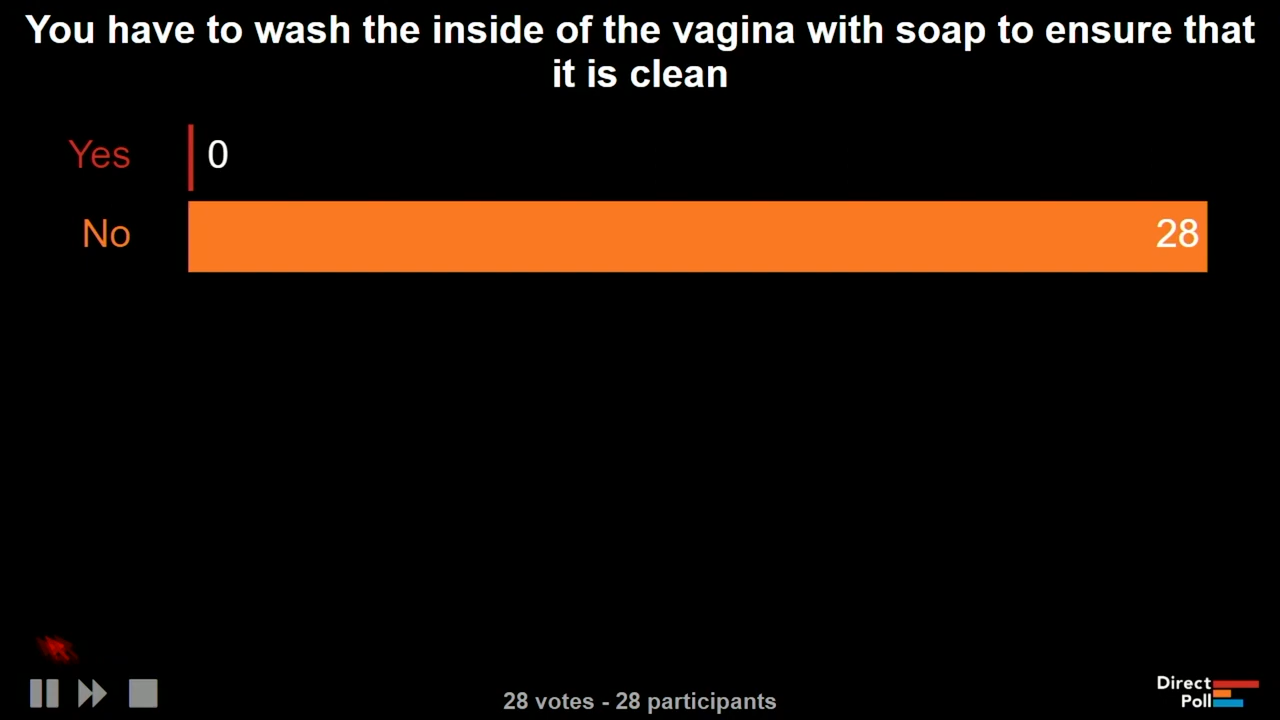 You have to wash the inside of the vagina with soap to ensure that
it is clean
Yes 0
No 28
28 votes - 28 participants
Direct
Poll